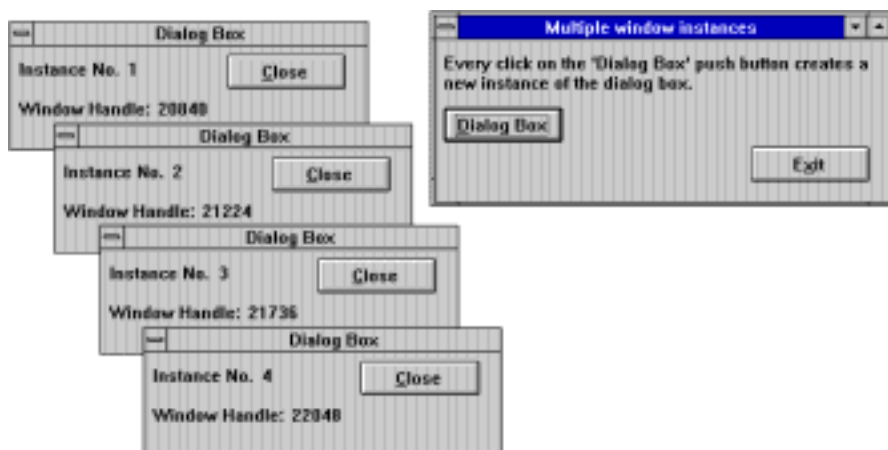 Dialog Box
Instance No. 1
Close
Window Handle: 20840
Dialog Box
Instance No. 2
Close
Window Handle: 21224
Dialog Box
Instance No. 3
Close
Window Handle: 21736
Dialog Box
Instance No. 4
Close
Window Handle: 22048
Multiple window instances
Every click on the 'Dialog Box' push button creates a
new instance of the dialog box.
Dialog Box
Exit